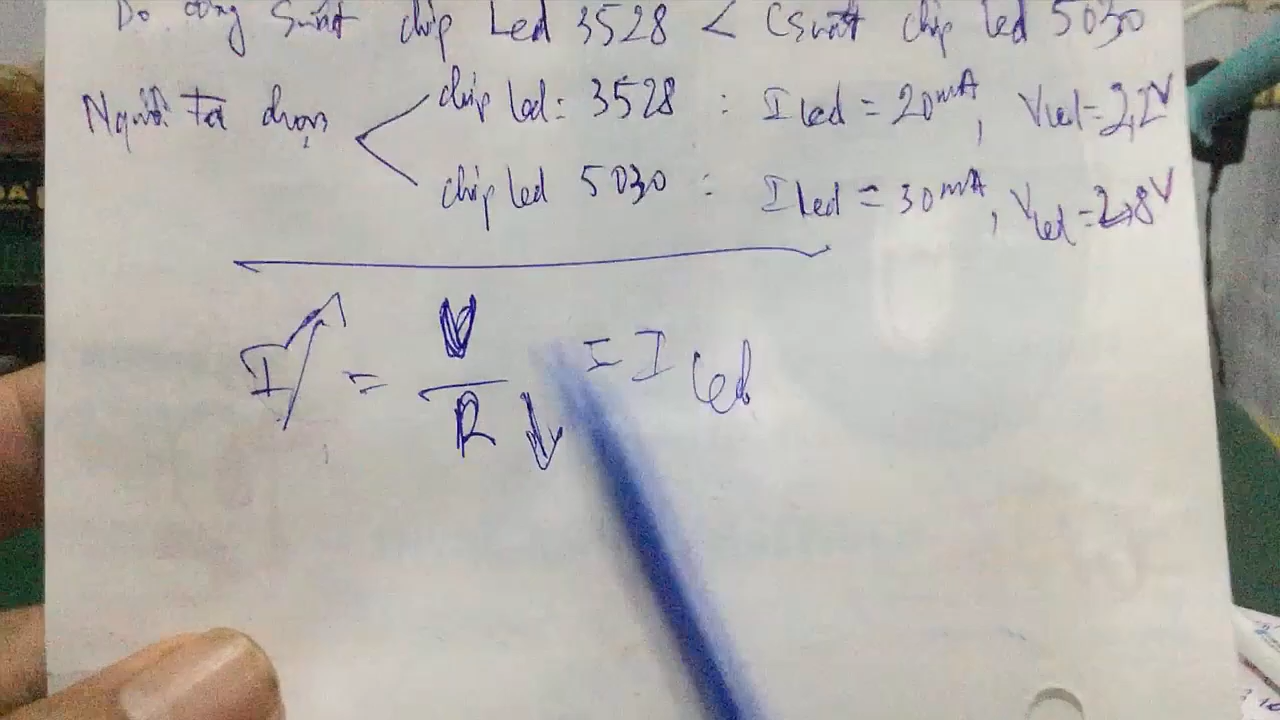 Do công suất chip Led 3528 < Csuất chip led 5030
Người ta chọn
chip led: 3528 : I led = 20mA, Vled = 2,2V
chip led 5030 : I led = 30mA, Vled = 2,8V
I = V / R = I led